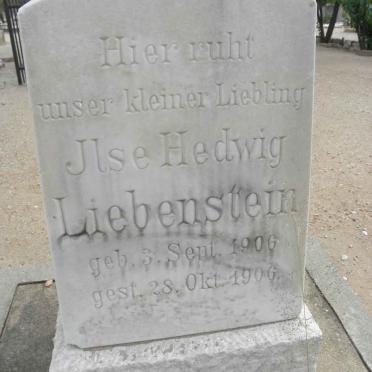 Hier ruht
unser kleiner Liebling
Jlse Hedwig
Liebenstein
geb. 3. Sept. 1906
gest. 28. Okt. 1906.